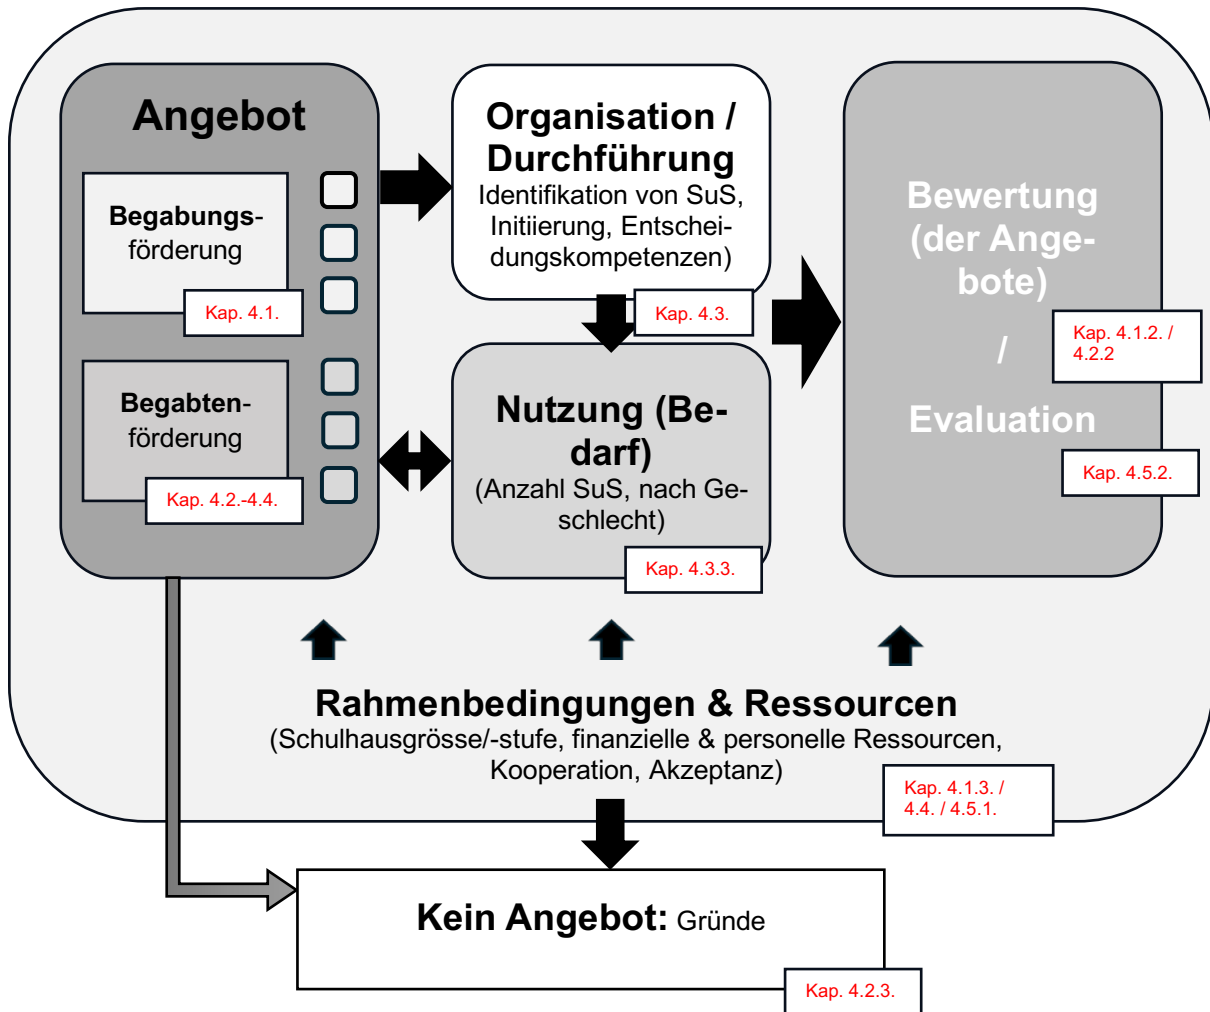 Angebot
Begabungs-
förderung
Kap. 4.1.
Begabten-
förderung
Kap. 4.2.-4.4.
Organisation /
Durchführung
Identifikation von SuS,
Initiierung, Entschei-
dungskompetenzen)
Kap. 4.3.
Nutzung (Be-
darf)
(Anzahl SuS, nach Ge-
schlecht)
Kap. 4.3.3.
Bewertung
(der Ange-
bote)
/
Evaluation
Kap. 4.1.2. /
4.2.2
Kap. 4.5.2.
Rahmenbedingungen & Ressourcen
(Schulhausgrösse/-stufe, finanzielle & personelle Ressourcen,
Kooperation, Akzeptanz)
Kap. 4.1.3. /
4.4. / 4.5.1.
Kein Angebot: Gründe
Kap. 4.2.3.